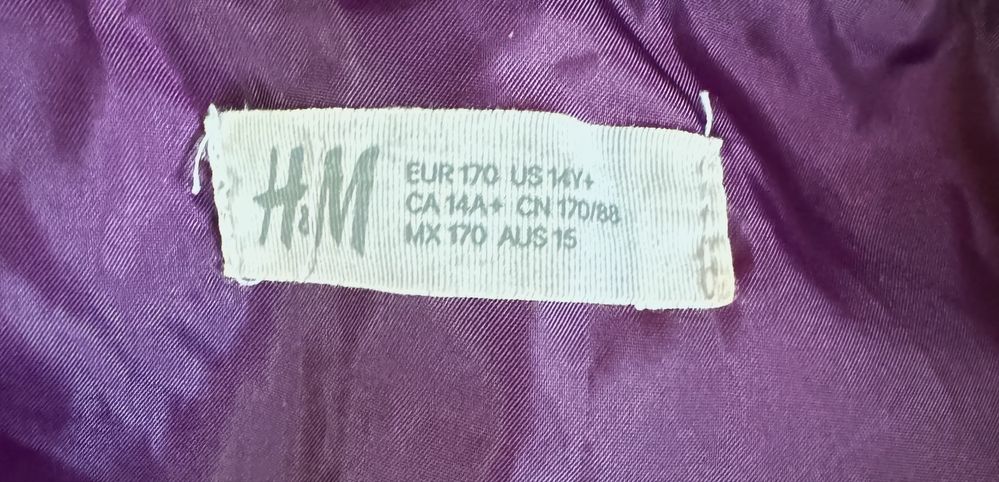 H&M
EUR 170 US 14Y+
CA 14A+ CN 170/88
MX 170 AUS 15